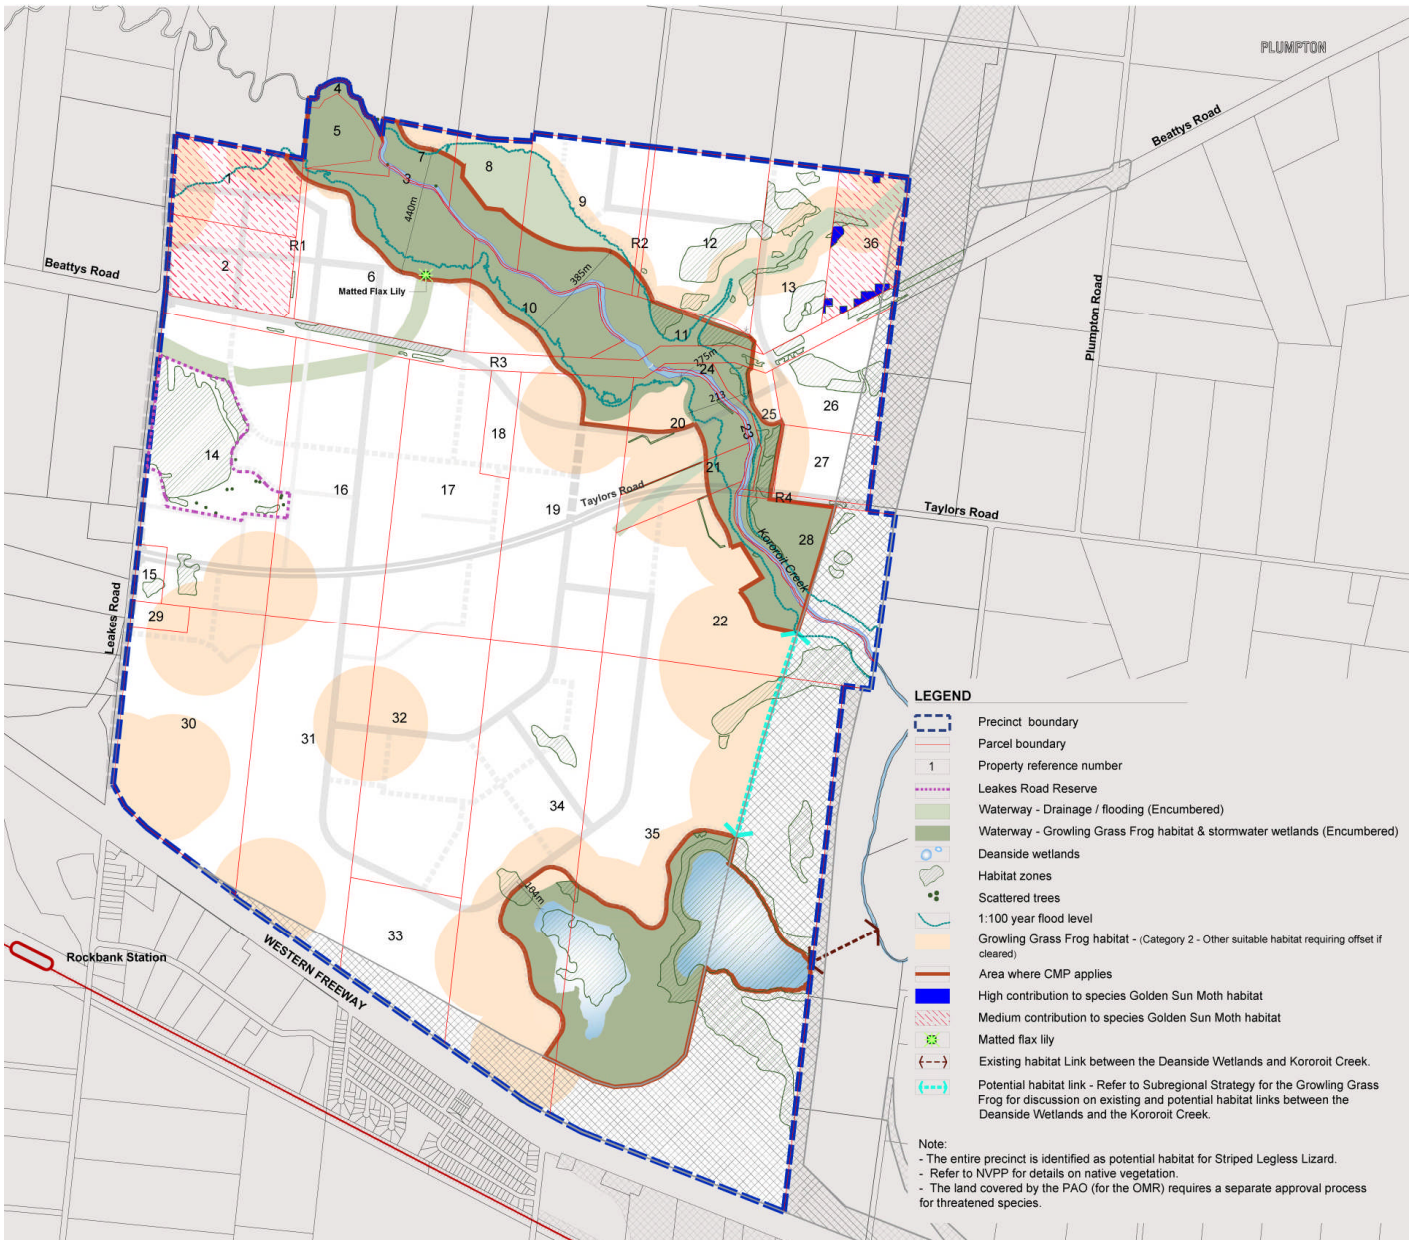 PLUMPTON
Beattys Road
4
5
7
8
3
1
9
440m
R1
R2
12
36
2
6
385m
13
Beattys Road
Matted Flax Lily
10
11
Plumpton Road
R3
275m
24
213
26
20
25
23
18
14
21
27
16
17
R4
19
Taylors Road
Taylors Road
28
Kororoit Creek
15
29
22
Leakes Road
30
32
31
34
35
164m
33
Rockbank Station
WESTERN FREEWAY
LEGEND
Precinct boundary
Parcel boundary
1
Property reference number
Leakes Road Reserve
Waterway - Drainage / flooding (Encumbered)
Waterway - Growling Grass Frog habitat & stormwater wetlands (Encumbered)
Deanside wetlands
Habitat zones
Scattered trees
1:100 year flood level
Growling Grass Frog habitat - (Category 2 - Other suitable habitat requiring offset if
cleared)
Area where CMP applies
High contribution to species Golden Sun Moth habitat
Medium contribution to species Golden Sun Moth habitat
Matted flax lily
Existing habitat Link between the Deanside Wetlands and Kororoit Creek.
Potential habitat link - Refer to Subregional Strategy for the Growling Grass
Frog for discussion on existing and potential habitat links between the
Deanside Wetlands and the Kororoit Creek.
Note:
- The entire precinct is identified as potential habitat for Striped Legless Lizard.
- Refer to NVPP for details on native vegetation.
- The land covered by the PAO (for the OMR) requires a separate approval process
for threatened species.